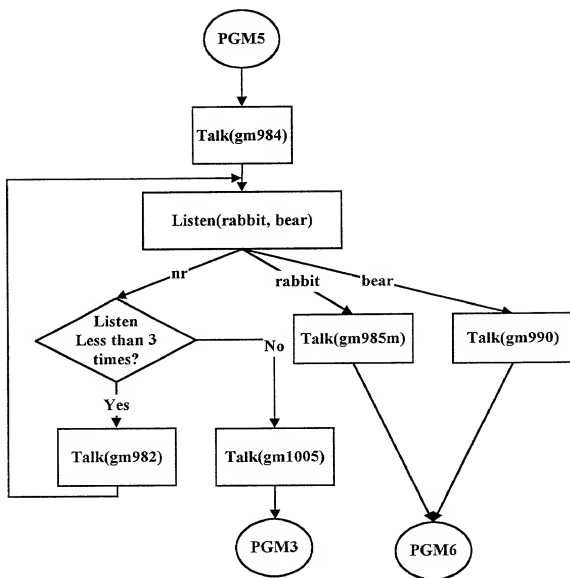 PGM5
Talk(gm984)
Listen(rabbit, bear)
nr
rabbit
bear
Listen
Less than 3
times?
No
Talk(gm985m)
Talk(gm990)
Yes
Talk(gm982)
Talk(gm1005)
PGM3
PGM6